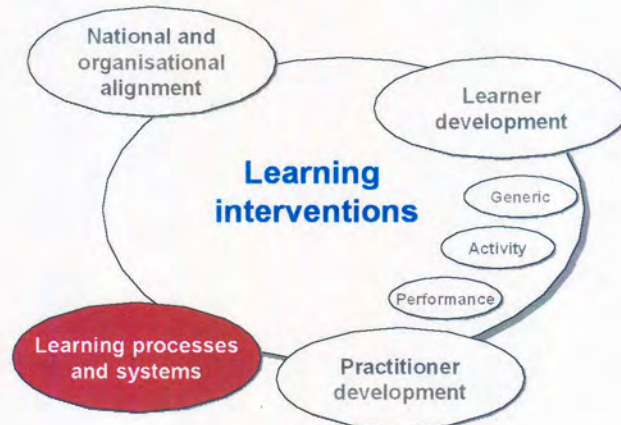 National and
organisational
alignment
Learner
development
Learning
interventions
Generic
Activity
Performance
Learning processes
and systems
Practitioner
development